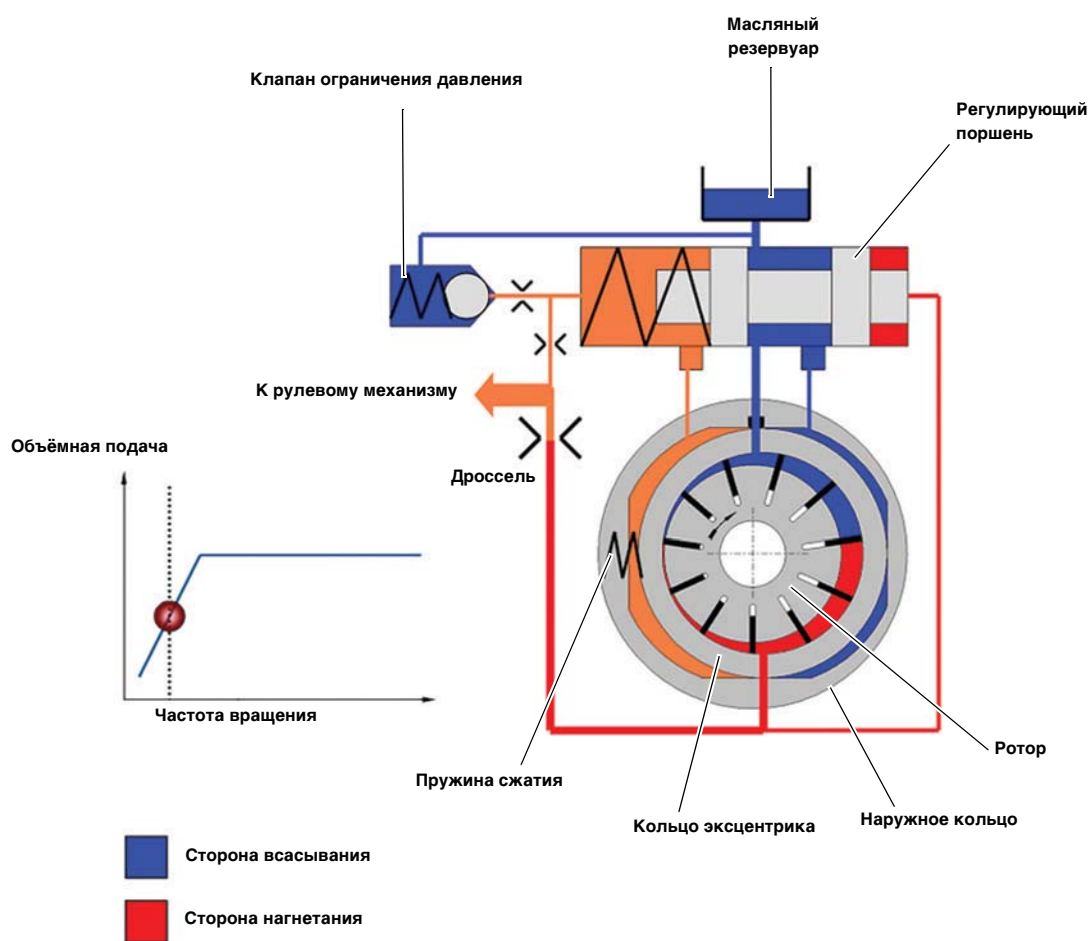 Масляный
резервуар
Клапан ограничения давления
Регулирующий
поршень
К рулевому механизму
Объёмная подача
Дроссель
Частота вращения
Ротор
Пружина сжатия
Наружное кольцо
Кольцо эксцентрика
Сторона всасывания
Сторона нагнетания